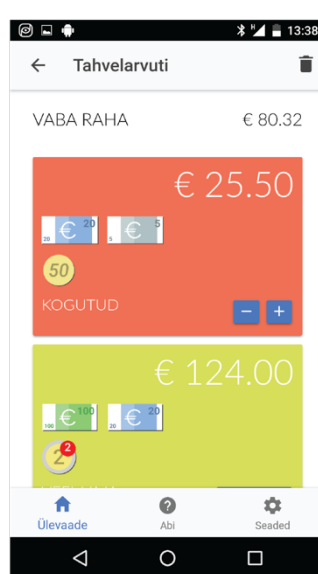 13:38
Tahvelarvuti
VABA RAHA € 80.32
€ 25.50
20 € 20 5 € 5
50
KOGUTUD
− +
€ 124.00
100 € 100 20 € 20
2 2
Ülevaade Abi Seaded